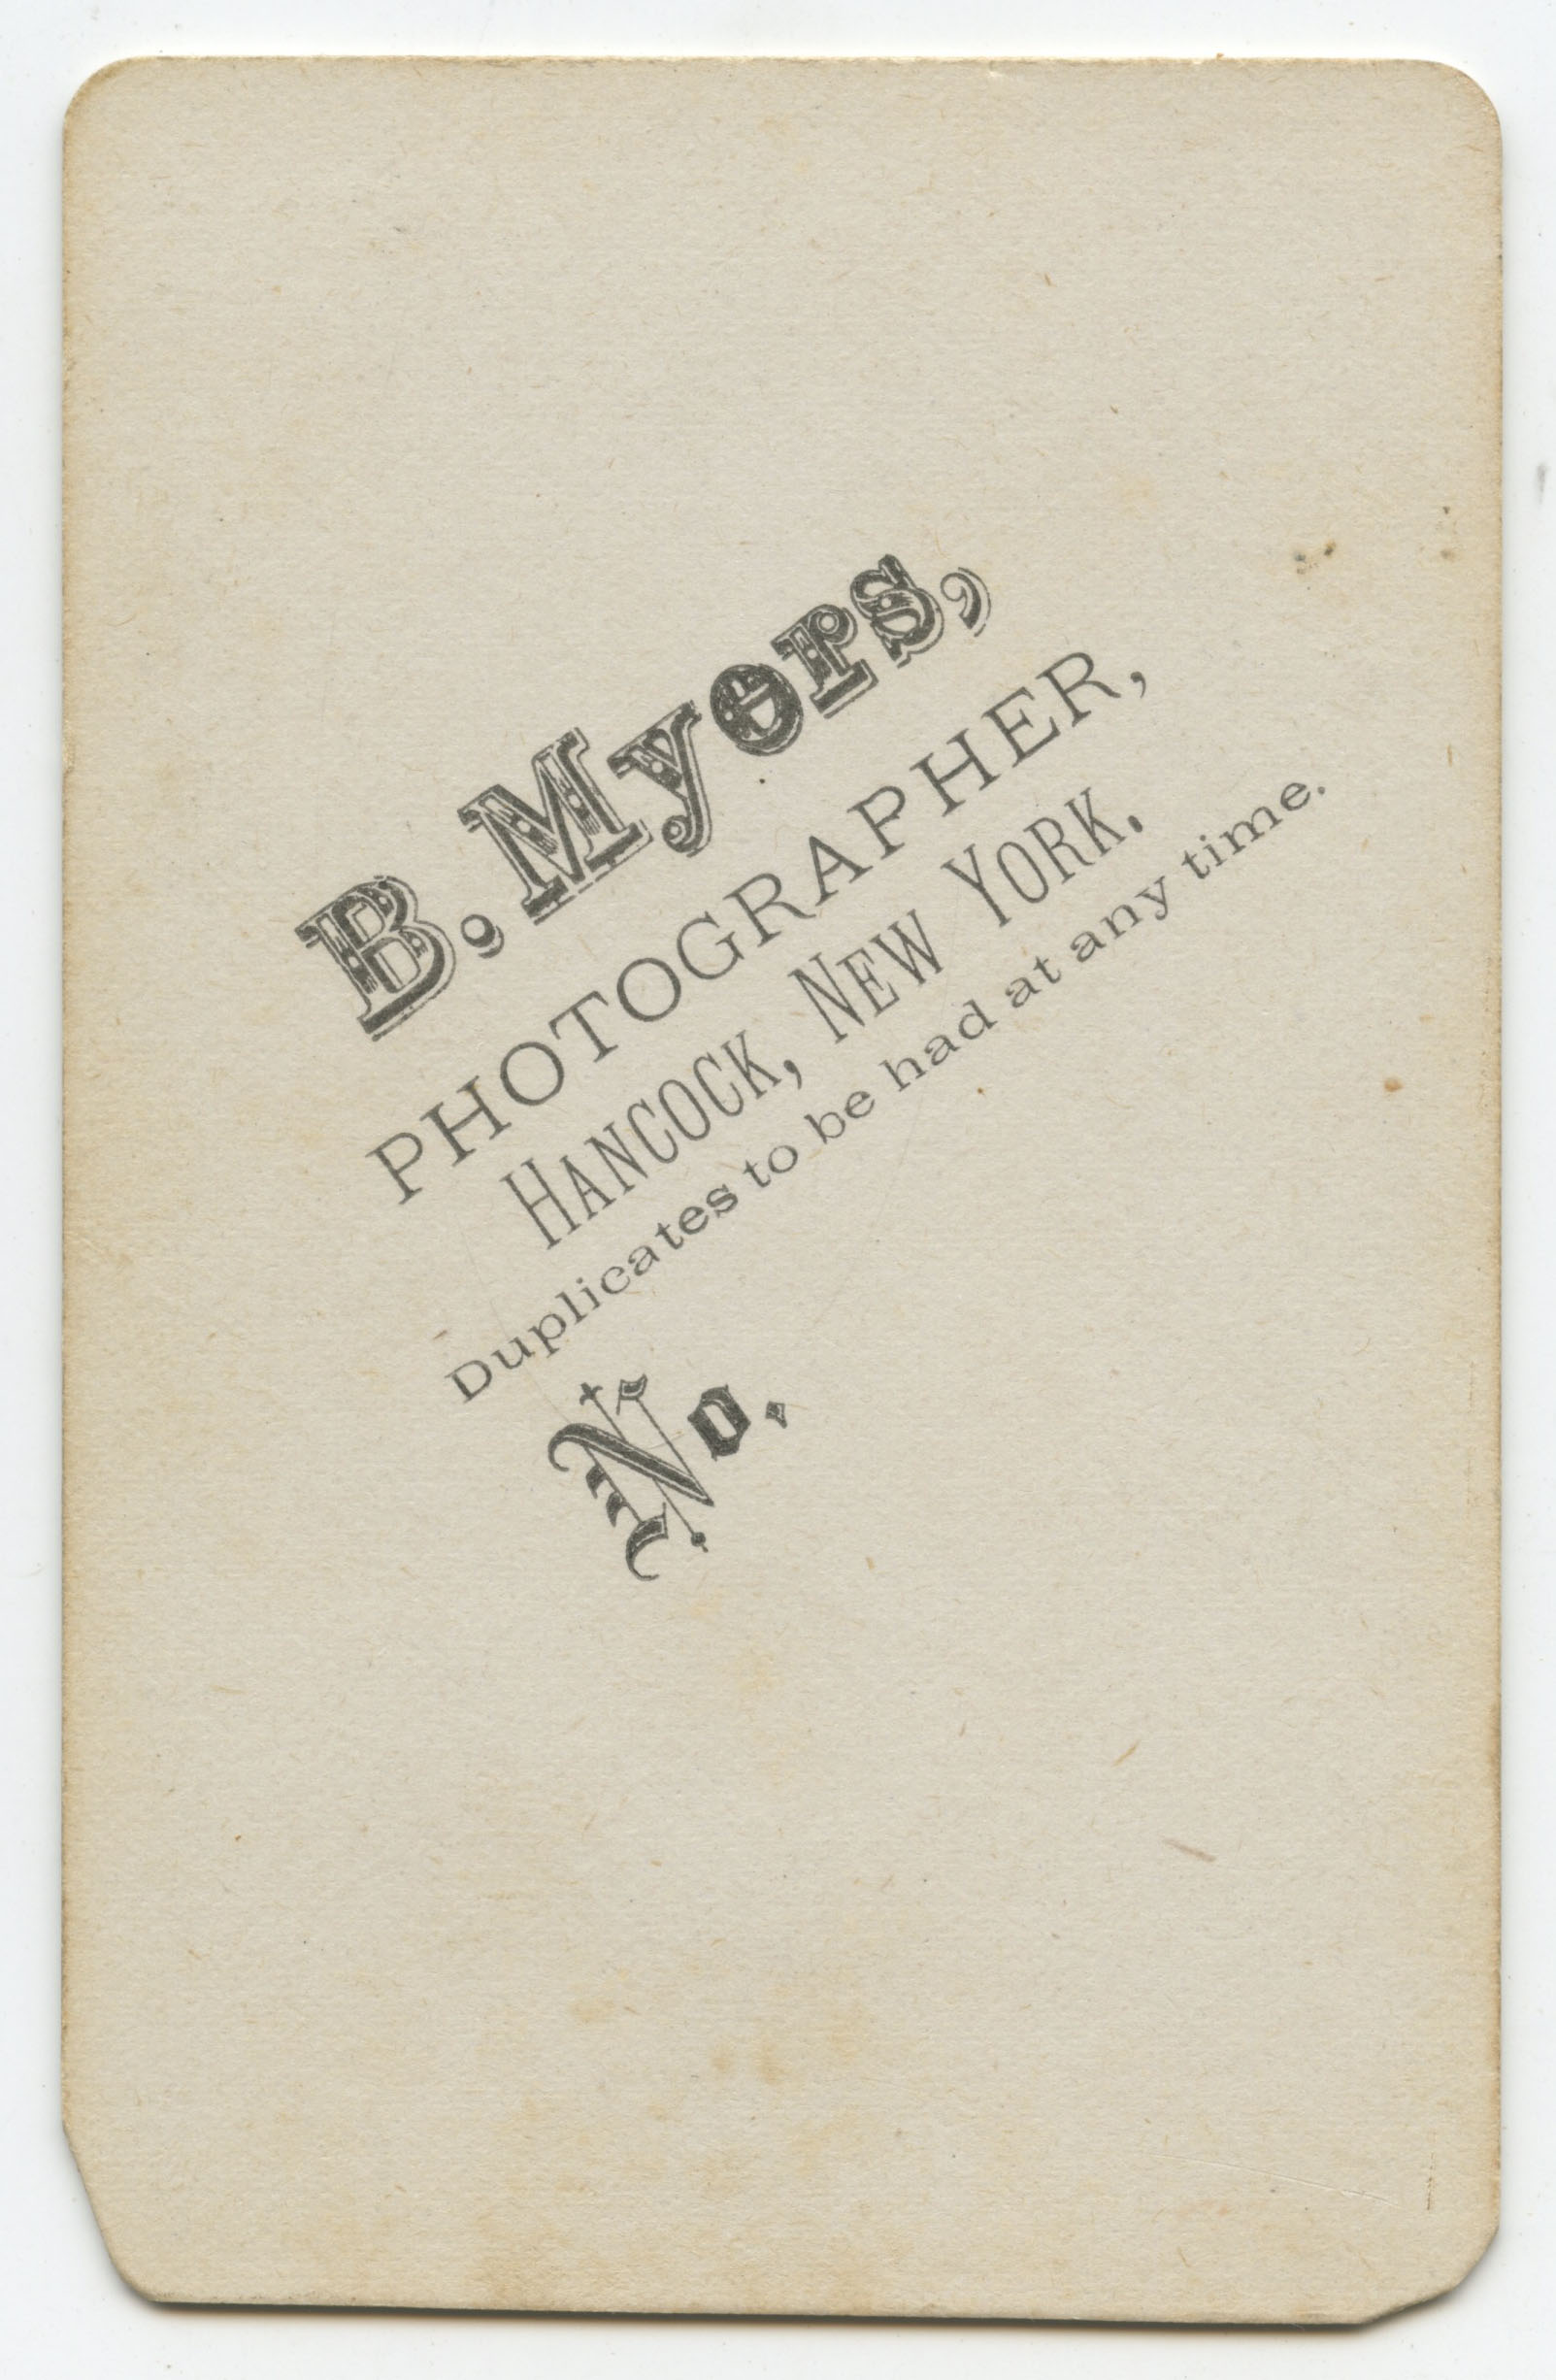 B. Myers,
PHOTOGRAPHER,
HANCOCK, NEW YORK.
Duplicates to be had at any time.
No.